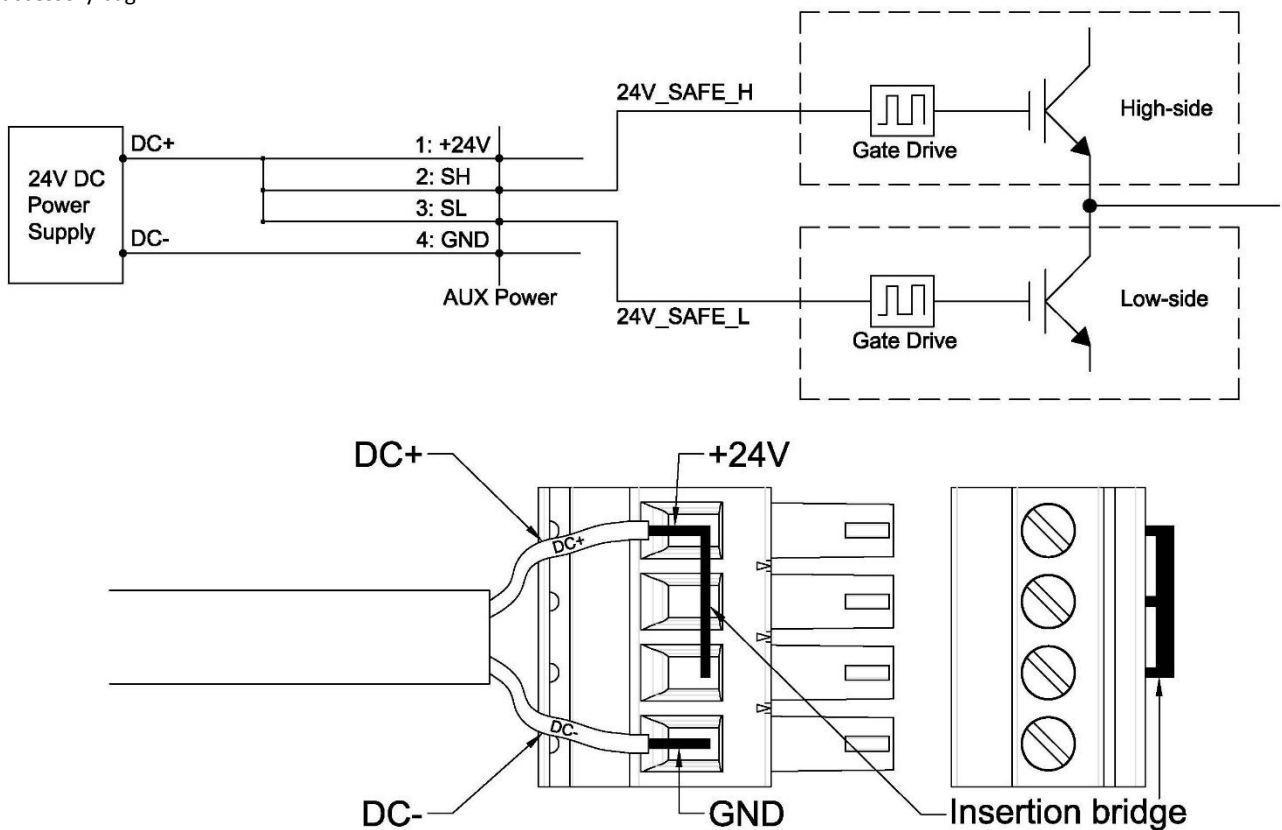 24V_SAFE_H
High-side
Gate Drive
DC+
1: +24V
2: SH
24V DC
Power
Supply
3: SL
DC-
4: GND
AUX Power
24V_SAFE_L
Low-side
Gate Drive
DC+
+24V
DC+
DC-
DC-
GND
Insertion bridge